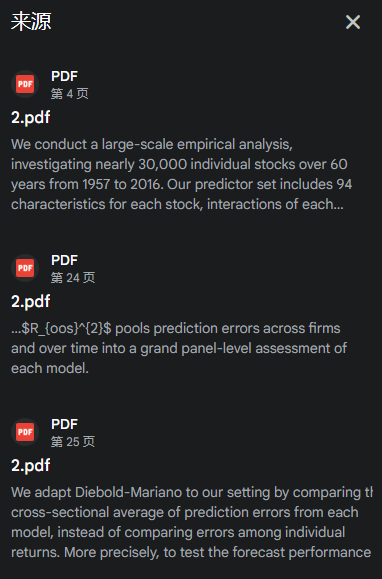 来源
PDF
PDF
第 4 页
2.pdf
We conduct a large-scale empirical analysis,
investigating nearly 30,000 individual stocks over 60
years from 1957 to 2016. Our predictor set includes 94
characteristics for each stock, interactions of each...
PDF
PDF
第 24 页
2.pdf
...$R_{oos}^{2}$ pools prediction errors across firms
and over time into a grand panel-level assessment of
each model.
PDF
PDF
第 25 页
2.pdf
We adapt Diebold-Mariano to our setting by comparing th
cross-sectional average of prediction errors from each
model, instead of comparing errors among individual
returns. More precisely, to test the forecast performance